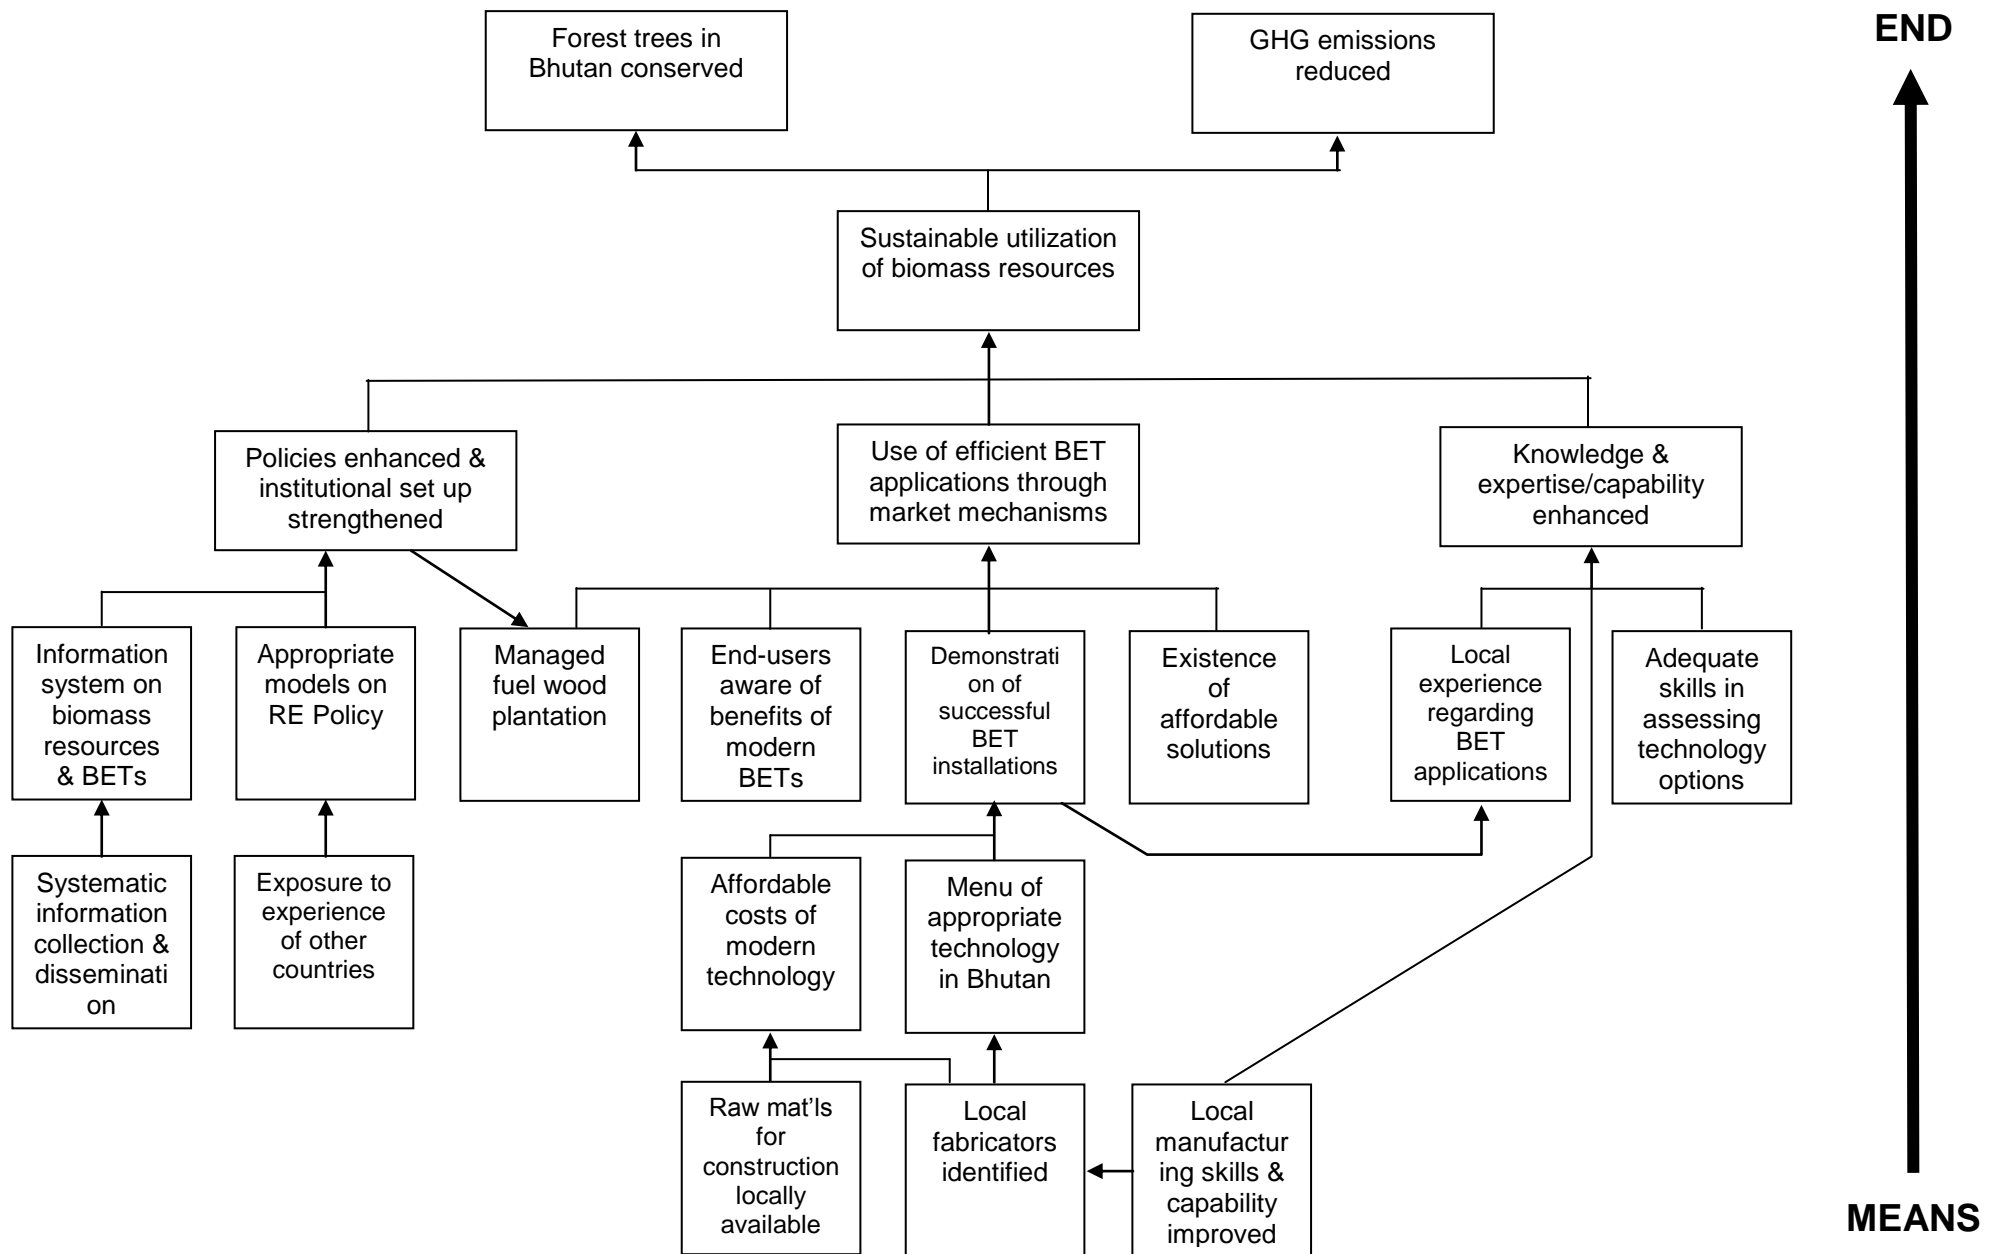 Forest trees in
Bhutan conserved
GHG emissions
reduced
END
Sustainable utilization
of biomass resources
Policies enhanced &
institutional set up
strengthened
Use of efficient BET
applications through
market mechanisms
Knowledge &
expertise/capability
enhanced
Information
system on
biomass
resources
& BETs
Appropriate
models on
RE Policy
Managed
fuel wood
plantation
End-users
aware of
benefits of
modern
BETs
Demonstrati
on of
successful
BET
installations
Existence
of
affordable
solutions
Local
experience
regarding
BET
applications
Adequate
skills in
assessing
technology
options
Systematic
information
collection &
disseminati
on
Exposure to
experience
of other
countries
Affordable
costs of
modern
technology
Menu of
appropriate
technology
in Bhutan
Raw mat'ls
for
construction
locally
available
Local
fabricators
identified
Local
manufactur
ing skills &
capability
improved
MEANS